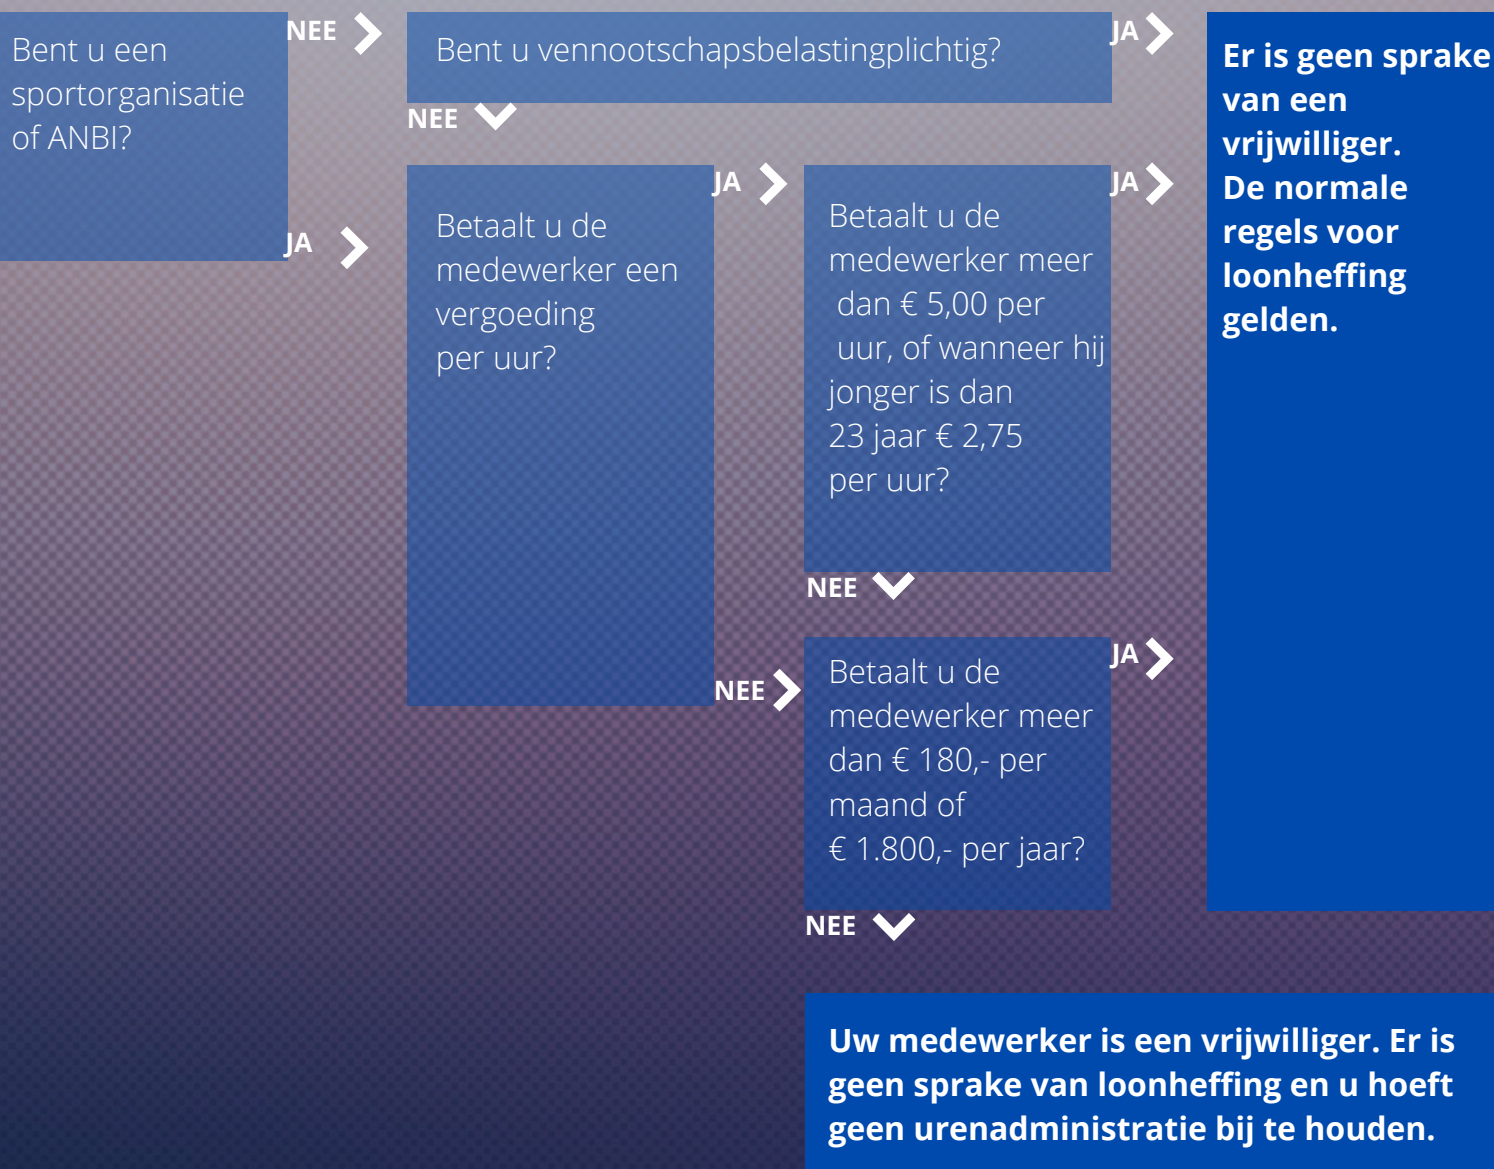 Bent u een
sportorganisatie
of ANBI?
NEE
JA
Bent u vennootschapsbelastingplichtig?
JA
NEE
Betaalt u de
medewerker een
vergoeding
per uur?
JA
NEE
Betaalt u de
medewerker meer
dan € 5,00 per
uur, of wanneer hij
jonger is dan
23 jaar € 2,75
per uur?
JA
NEE
Betaalt u de
medewerker meer
dan € 180,- per
maand of
€ 1.800,- per jaar?
JA
NEE
Er is geen sprake
van een
vrijwilliger.
De normale
regels voor
loonheffing
gelden.
Uw medewerker is een vrijwilliger. Er is
geen sprake van loonheffing en u hoeft
geen urenadministratie bij te houden.